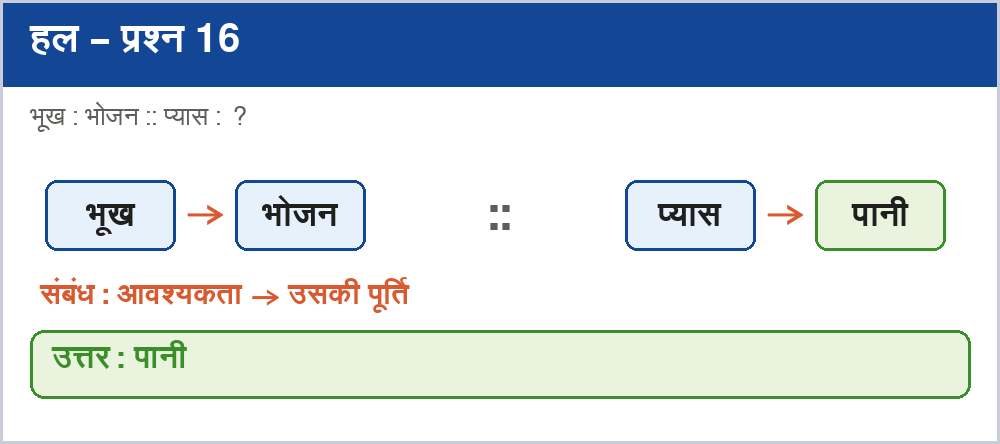 हल – प्रश्न 16
भूख : भोजन :: प्यास : ?
भूख → भोजन :: प्यास → पानी
संबंध : आवश्यकता → उसकी पूर्ति
उत्तर : पानी